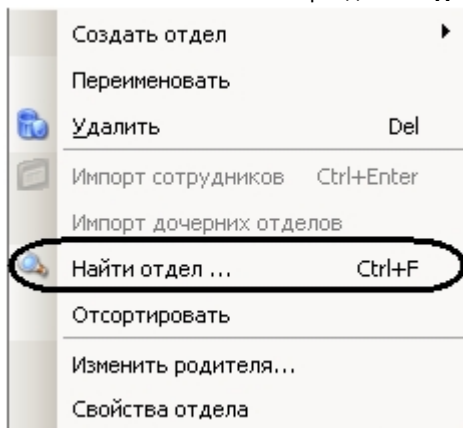 Создать отдел
Переименовать
Удалить Del
Импорт сотрудников Ctrl+Enter
Импорт дочерних отделов
Найти отдел ... Ctrl+F
Отсортировать
Изменить родителя...
Свойства отдела